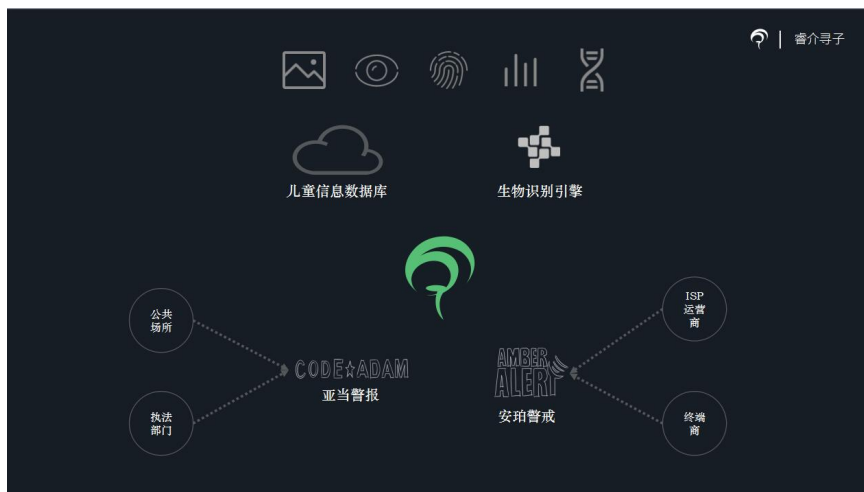 睿介寻子
儿童信息数据库
生物识别引擎
公共
场所
ISP
运营
商
CODE☆ADAM
亚当警报
AMBER
ALERT
安珀警戒
执法
部门
终端
商